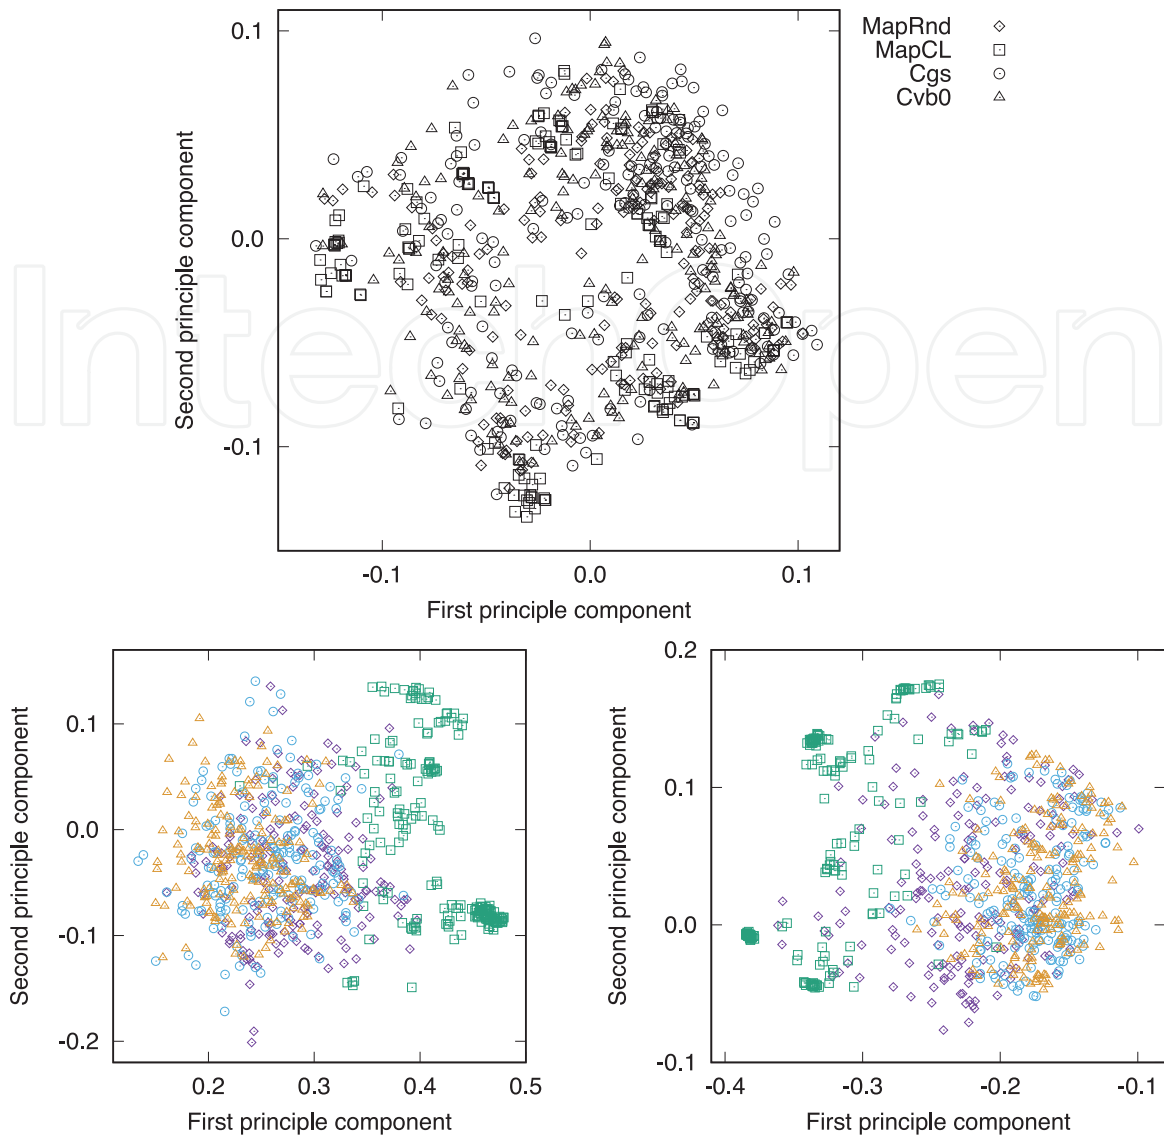 0.1
0.0
-0.1
Second principle component
-0.1 0.0 0.1
First principle component
MapRnd
MapCL
Cgs
Cvb0
IntechOpen
0.1
0.0
-0.1
-0.2
Second principle component
0.2 0.3 0.4 0.5
First principle component
0.2
0.1
0.0
-0.1
Second principle component
-0.4 -0.3 -0.2 -0.1
First principle component